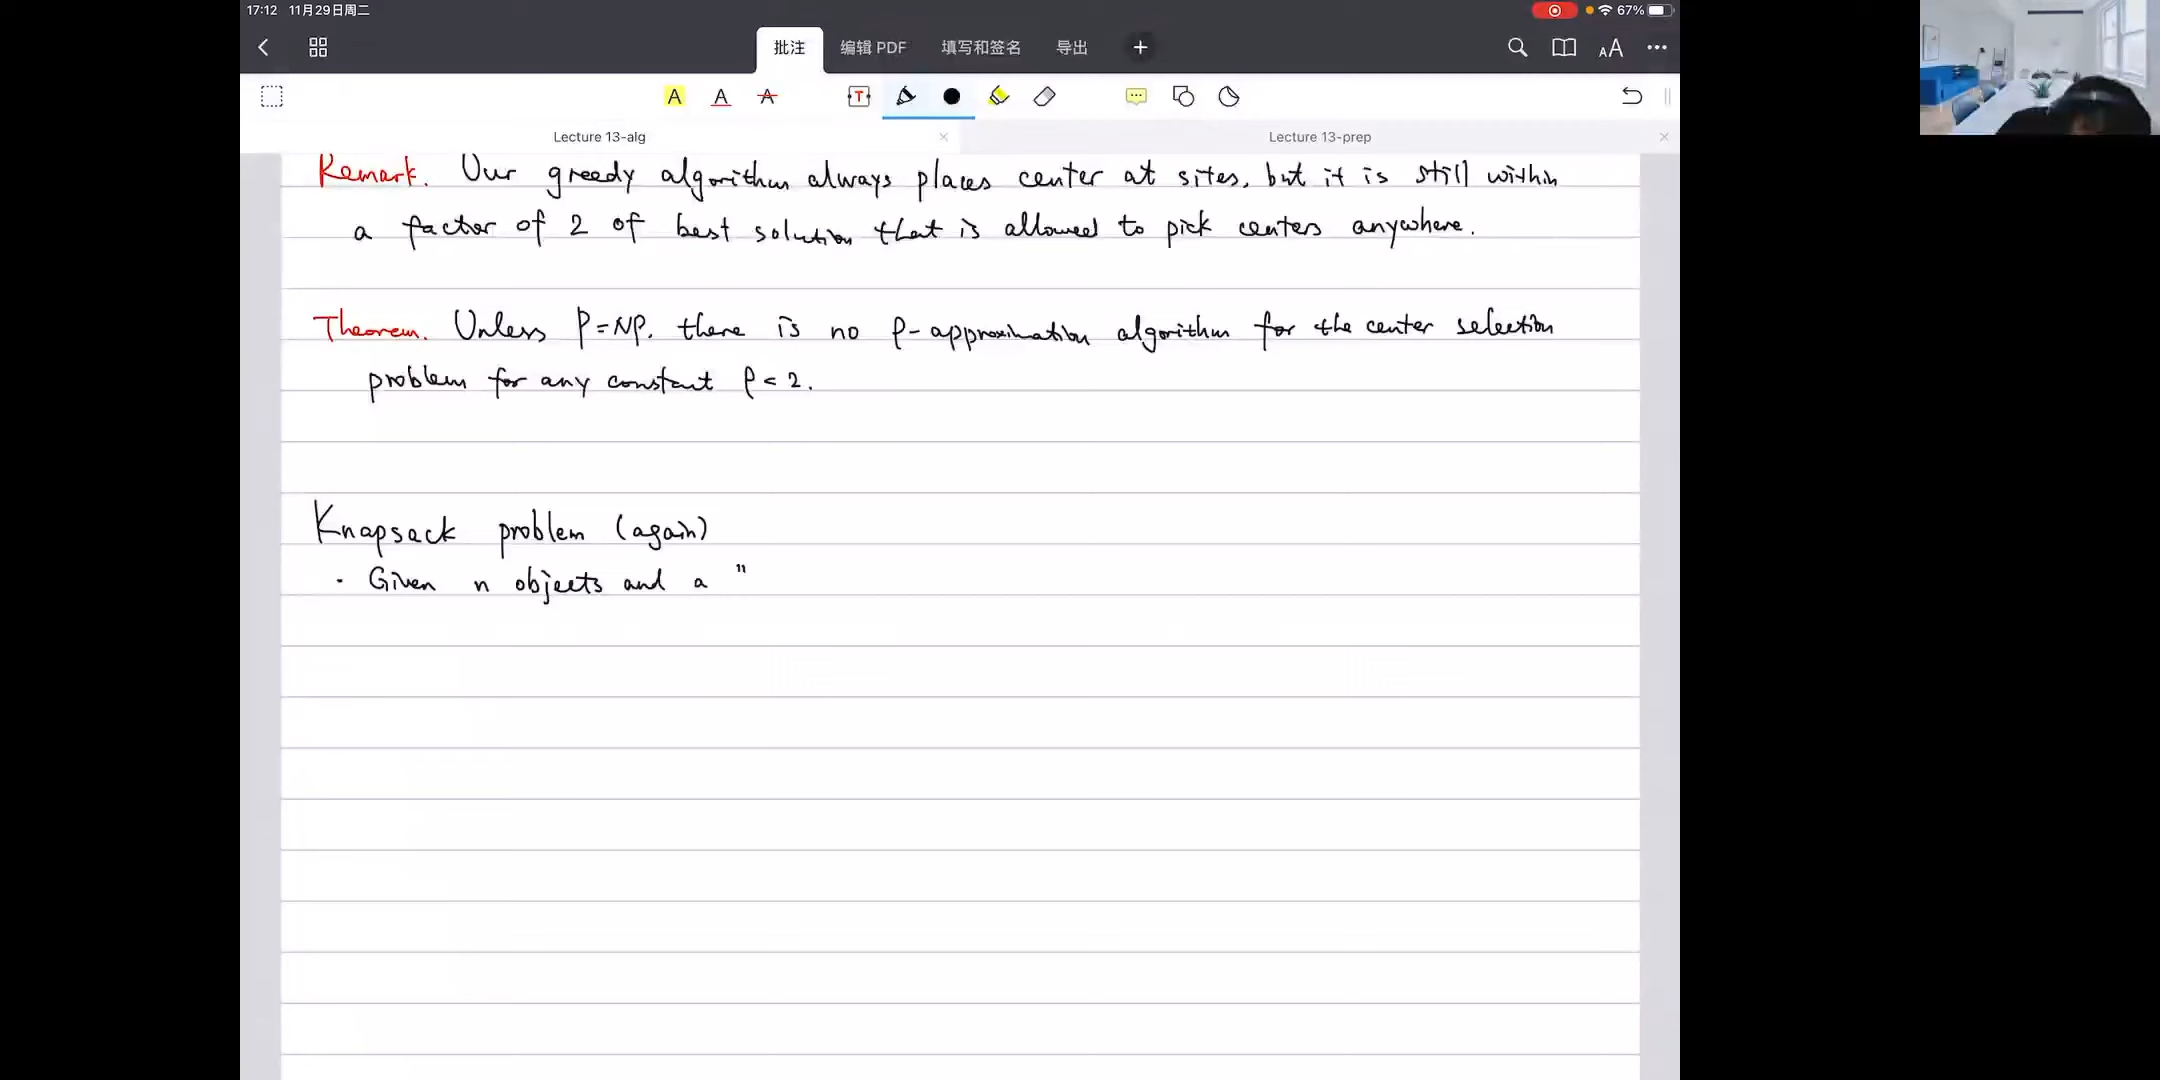 17:12 11月29日周二
67%
批注 编辑 PDF 填写和签名 导出
AA
A A A T
Lecture 13-alg
Lecture 13-prep
Remark. Our greedy algorithm always places center at sites, but it is still within
a factor of 2 of best solution that is allowed to pick centers anywhere.
Theorem. Unless P=NP, there is no ρ-approximation algorithm for the center selection
problem for any constant ρ<2.
Knapsack problem (again)
· Given n objects and a "